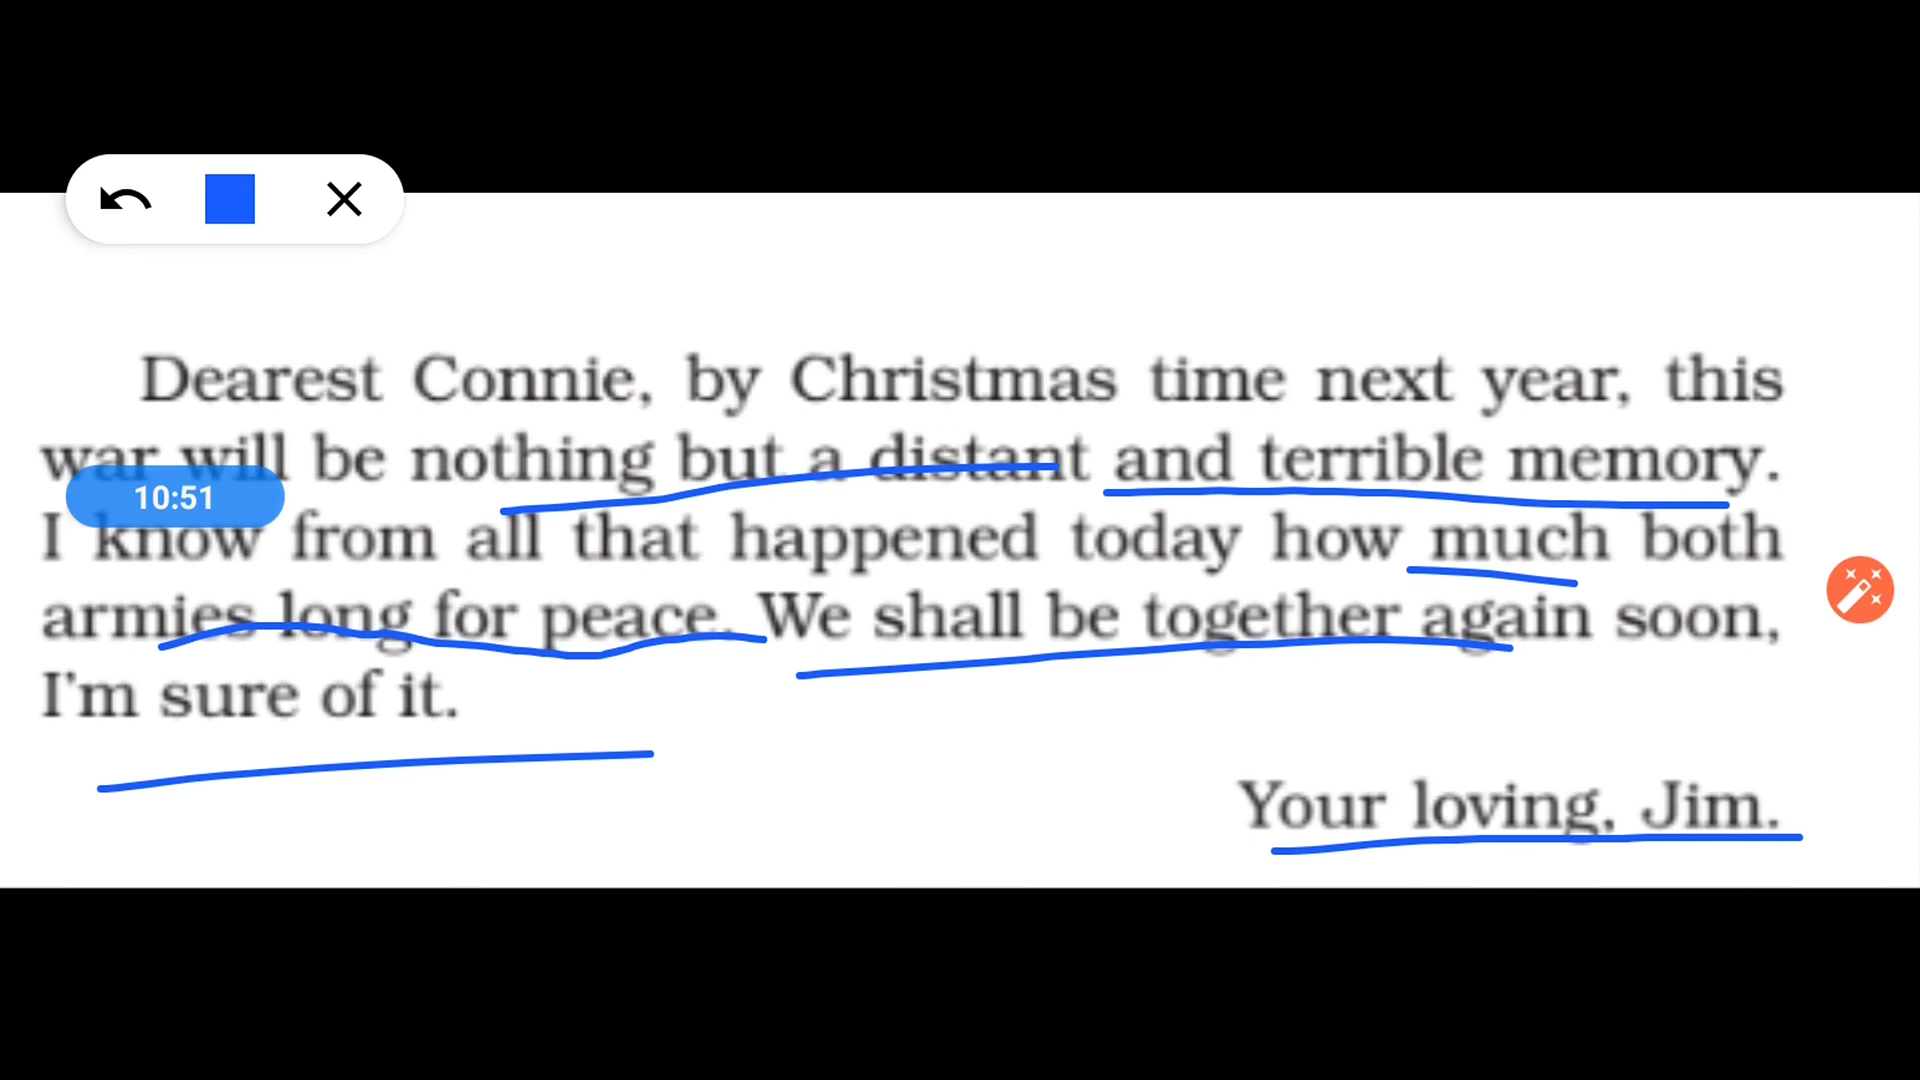 Dearest Connie, by Christmas time next year, this
war will be nothing but a distant and terrible memory.
10:51
I know from all that happened today how much both
armies long for peace. We shall be together again soon,
I'm sure of it.
Your loving, Jim.